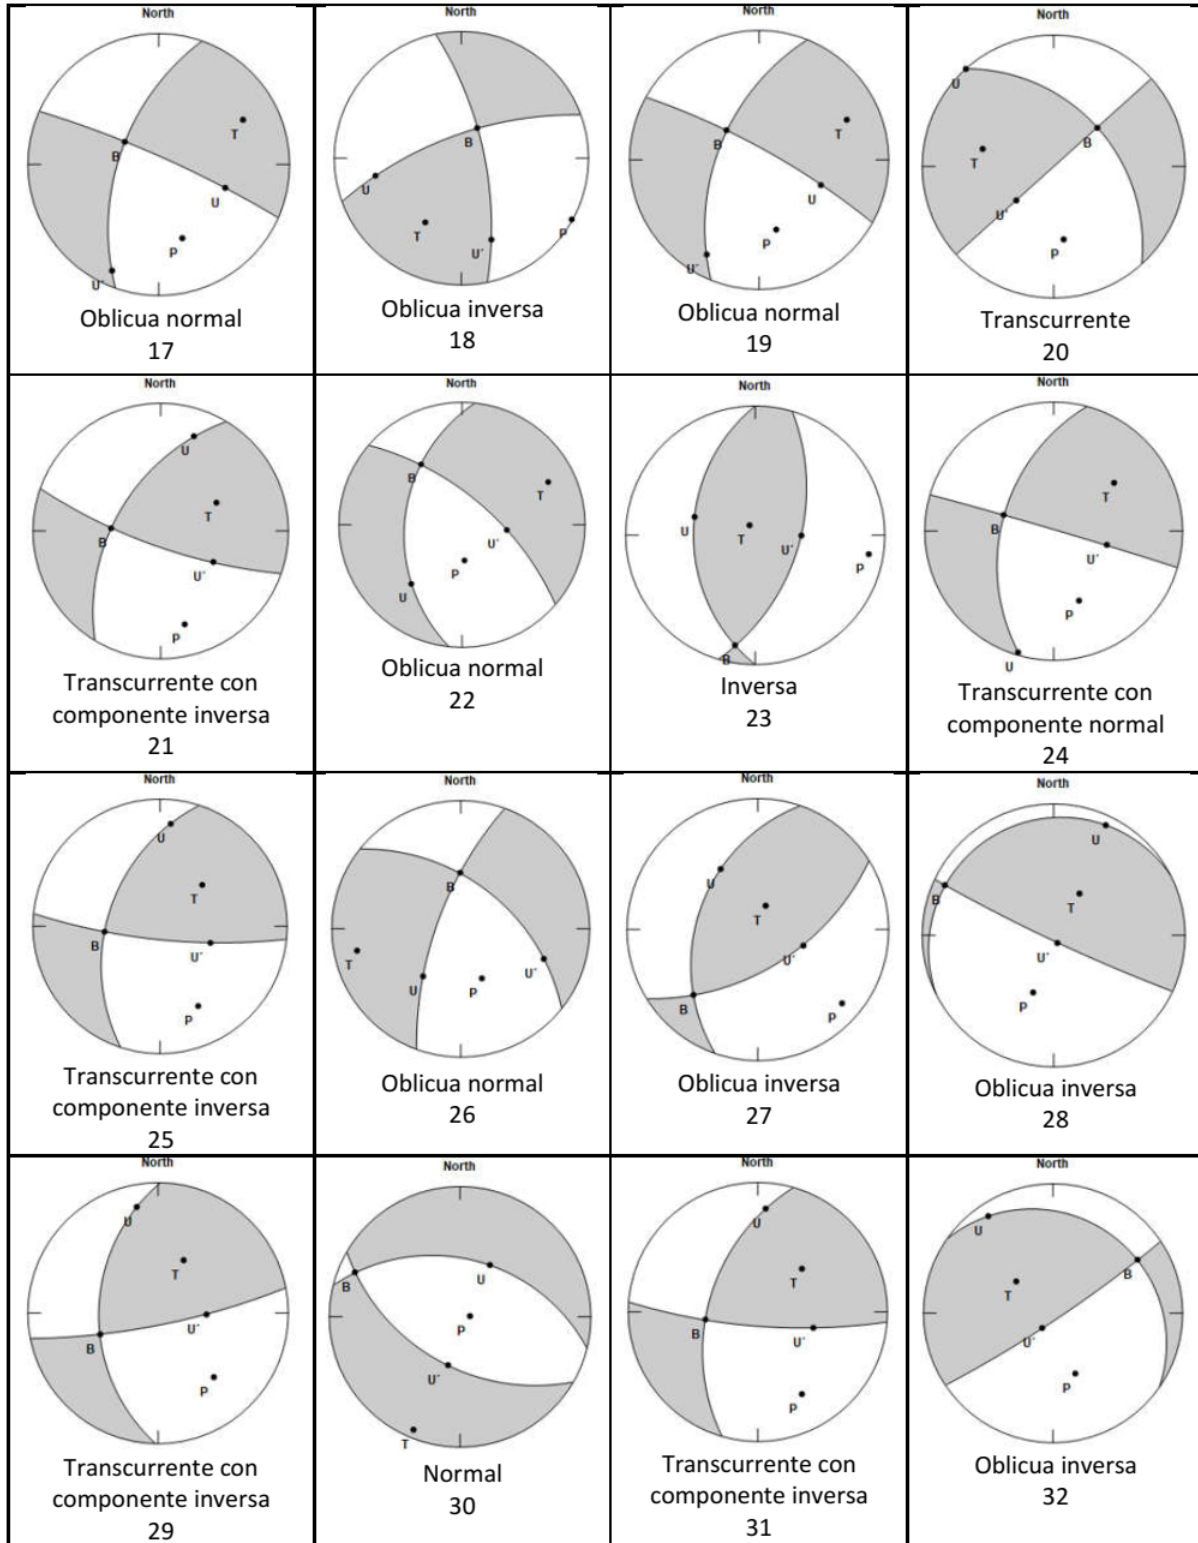 North
T
B
U
P
U'
Oblicua normal
17
North
B
U
T
P
U'
Oblicua inversa
18
North
T
B
U
P
U'
Oblicua normal
19
North
U
B
T
U'
P
Transcurrente
20
North
U
T
B
U'
P
Transcurrente con
componente inversa
21
North
B
T
U'
P
U
Oblicua normal
22
North
U
T
U'
P
B
Inversa
23
North
T
B
U'
P
U
Transcurrente con
componente normal
24
North
U
T
B
U'
P
Transcurrente con
componente inversa
25
North
B
T
U
P
U'
Oblicua normal
26
North
U
T
U'
B
P
Oblicua inversa
27
North
U
B
T
U'
P
Oblicua inversa
28
North
U
T
U'
B
P
Transcurrente con
componente inversa
29
North
B
U
P
U'
T
Normal
30
North
U
T
B
U'
P
Transcurrente con
componente inversa
31
North
U
B
T
U'
P
Oblicua inversa
32